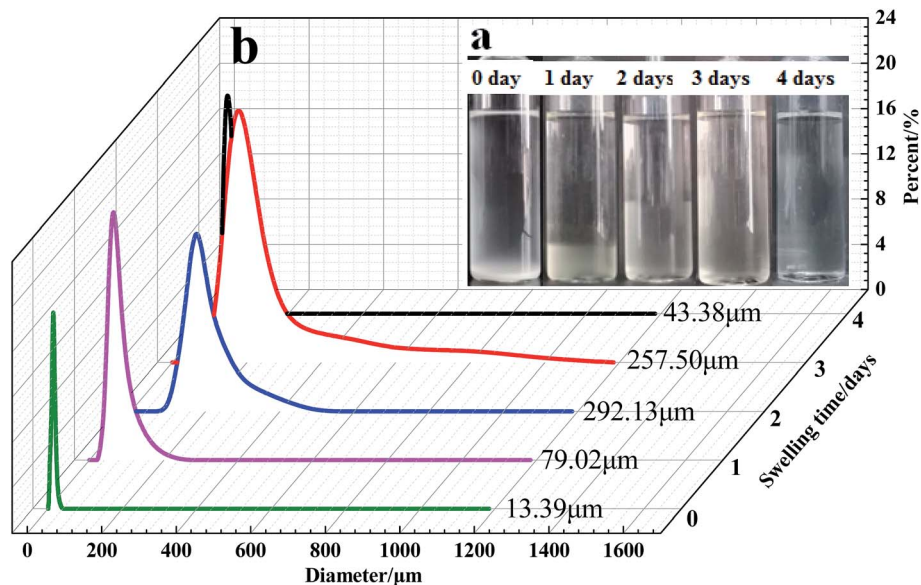 b
a
0 day 1 day 2 days 3 days 4 days
24
20
16
12
8
4
0
Percent/%
43.38μm
257.50μm
292.13μm
79.02μm
13.39μm
4
3
2
1
0
Swelling time/days
0 200 400 600 800 1000 1200 1400 1600
Diameter/μm